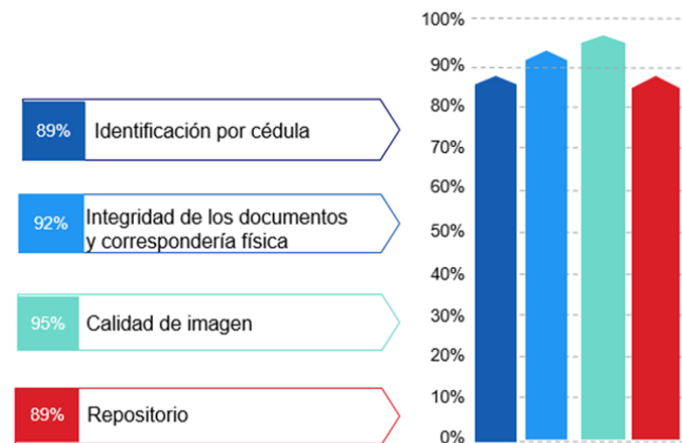 89% Identificación por cédula
92% Integridad de los documentos
y correspondería física
95% Calidad de imagen
89% Repositorio
100%
90%
80%
70%
60%
50%
40%
30%
20%
10%
0%